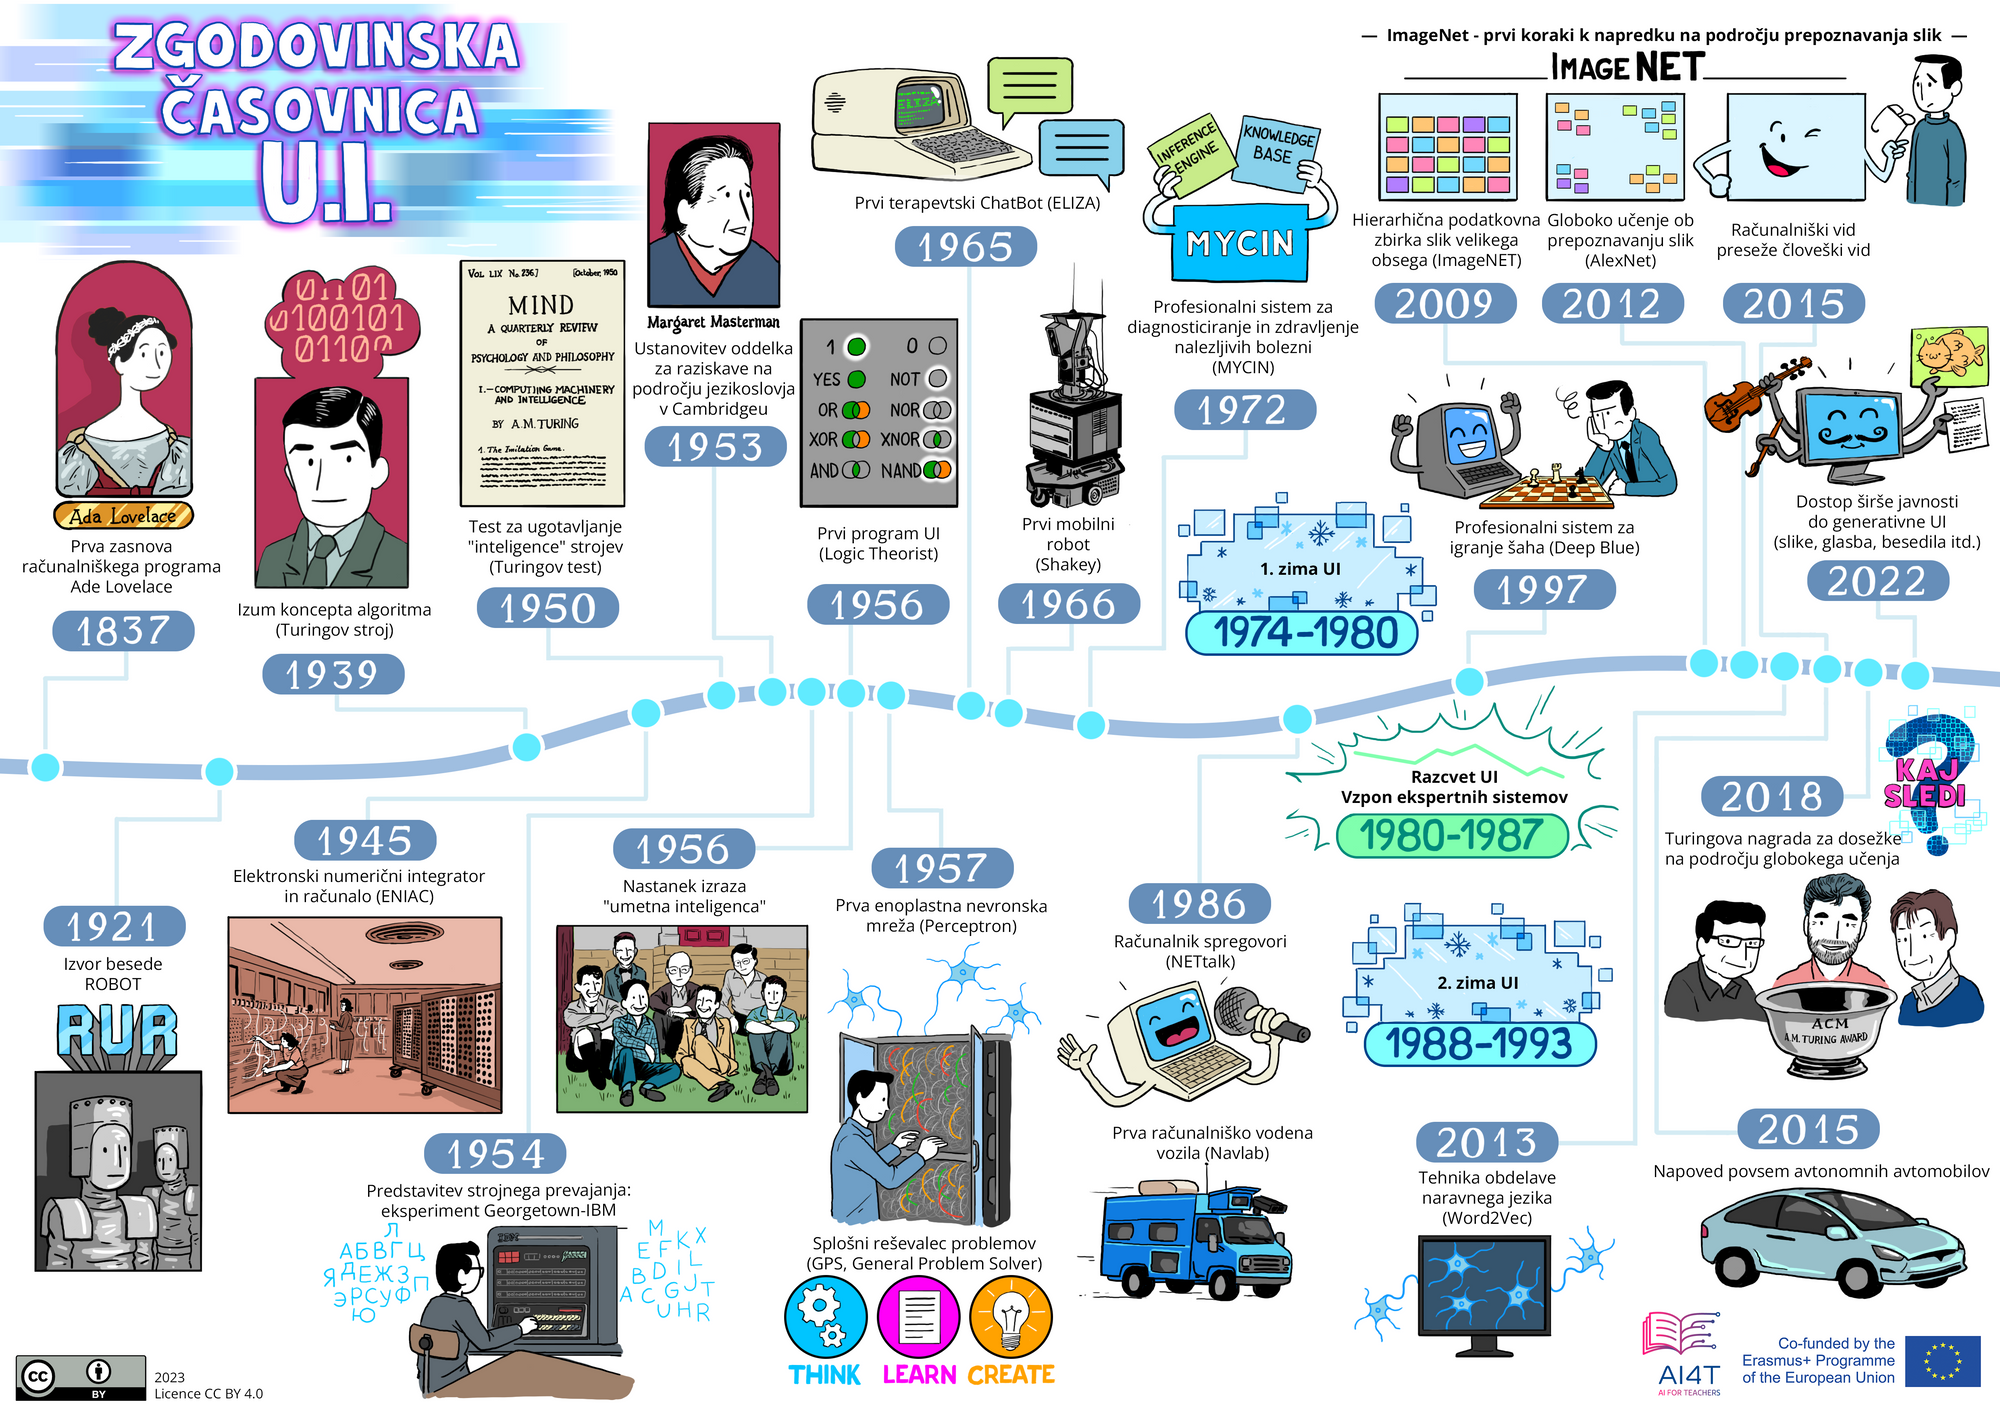 ZGODOVINSKA
ČASOVNICA
U.I.
Ada Lovelace
Prva zasnova
računalniškega programa
Ade Lovelace
1837
01101
0100101
01100
Izum koncepta algoritma
(Turingov stroj)
1939
VOL LIX No. 236.] [October, 1950
MIND
A QUARTERLY REVIEW
OF
PSYCHOLOGY AND PHILOSOPHY
I.—COMPUTING MACHINERY
AND INTELLIGENCE
BY A.M. TURING
1. The Imitation Game.
Test za ugotavljanje
"inteligence" strojev
(Turingov test)
1950
Margaret Masterman
Ustanovitev oddelka
za raziskave na
področju jezikoslovja
v Cambridgeu
1953
1 0
YES NOT
OR NOR
XOR XNOR
AND NAND
Prvi program UI
(Logic Theorist)
1956
ELIZA
Prvi terapevtski ChatBot (ELIZA)
1965
Prvi mobilni
robot
(Shakey)
1966
INFERENCE
ENGINE
KNOWLEDGE
BASE
MYCIN
Profesionalni sistem za
diagnosticiranje in zdravljenje
nalezljivih bolezni
(MYCIN)
1972
1. zima UI
1974-1980
— ImageNet - prvi koraki k napredku na področju prepoznavanja slik —
IMAGENET
Hierarhična podatkovna
zbirka slik velikega
obsega (ImageNET)
2009
Globoko učenje ob
prepoznavanju slik
(AlexNet)
2012
Računalniški vid
preseže človeški vid
2015
Profesionalni sistem za
igranje šaha (Deep Blue)
1997
Dostop širše javnosti
do generativne UI
(slike, glasba, besedila itd.)
2022
1921
Izvor besede
ROBOT
RUR
1945
Elektronski numerični integrator
in računalo (ENIAC)
1954
Predstavitev strojnega prevajanja:
eksperiment Georgetown-IBM
Л
АБВГЦ
ЯДЕЖЗП
ЭРСУФ
Ю
IBM
M
EFKX
BDIL
ACGJT
UHR
1956
Nastanek izraza
"umetna inteligenca"
1957
Prva enoplastna nevronska
mreža (Perceptron)
Splošni reševalec problemov
(GPS, General Problem Solver)
THINK LEARN CREATE
1986
Računalnik spregovori
(NETtalk)
Prva računalniško vodena
vozila (Navlab)
Razcvet UI
Vzpon ekspertnih sistemov
1980-1987
2. zima UI
1988-1993
2013
Tehnika obdelave
naravnega jezika
(Word2Vec)
2018
Turingova nagrada za dosežke
na področju globokega učenja
ACM
A.M. TURING AWARD
KAJ
SLEDI
2015
Napoved povsem avtonomnih avtomobilov
cc BY
2023
Licence CC BY 4.0
AI4T
AI FOR TEACHERS
Co-funded by the
Erasmus+ Programme
of the European Union